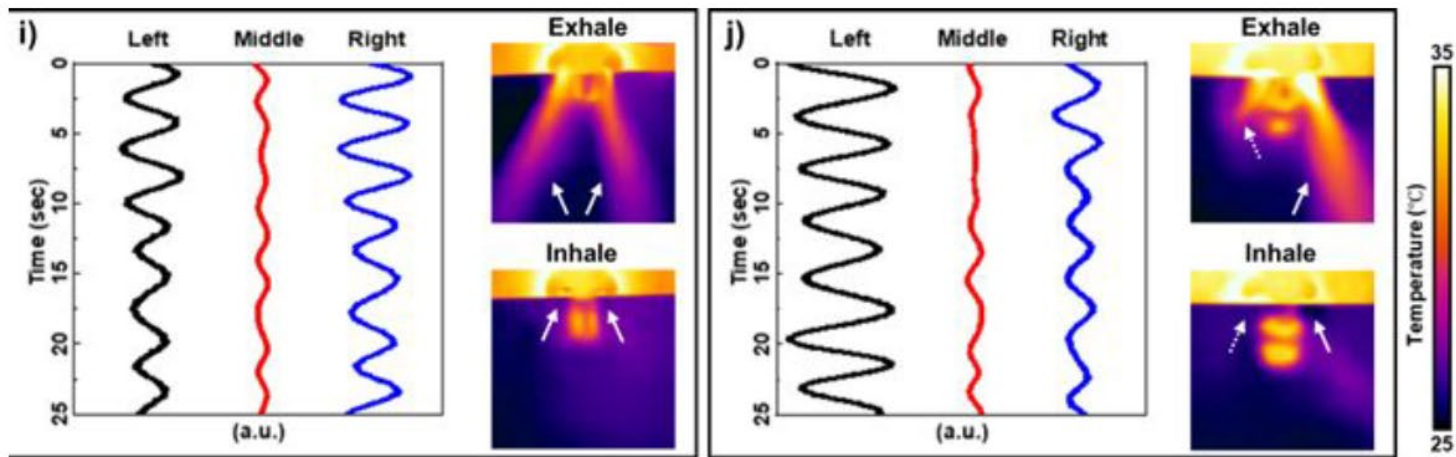 i)
Left Middle Right
Exhale
0
5
10
15
20
25
Time (sec)
(a.u.)
Inhale
j)
Left Middle Right
Exhale
0
5
10
15
20
25
Time (sec)
(a.u.)
Inhale
35
Temperature (°C)
25